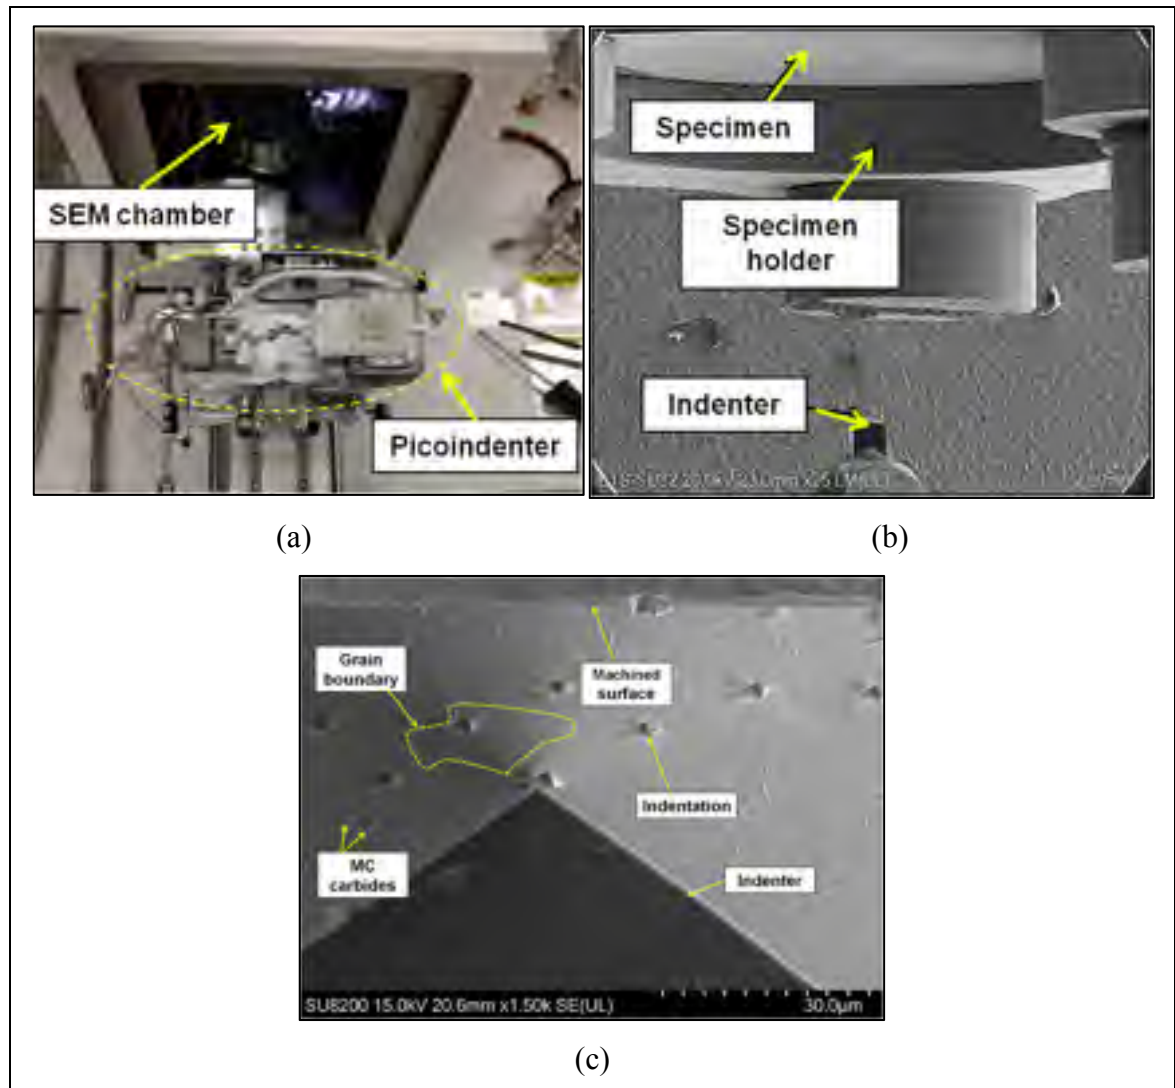 SEM chamber
Picoindenter
(a)
Specimen
Specimen
holder
Indenter
(b)
Grain
boundary
Machined
surface
Indentation
MC
carbides
Indenter
SU8200 15.0kV 20.6mm x1.50k SE(UL)
30.0µm
(c)